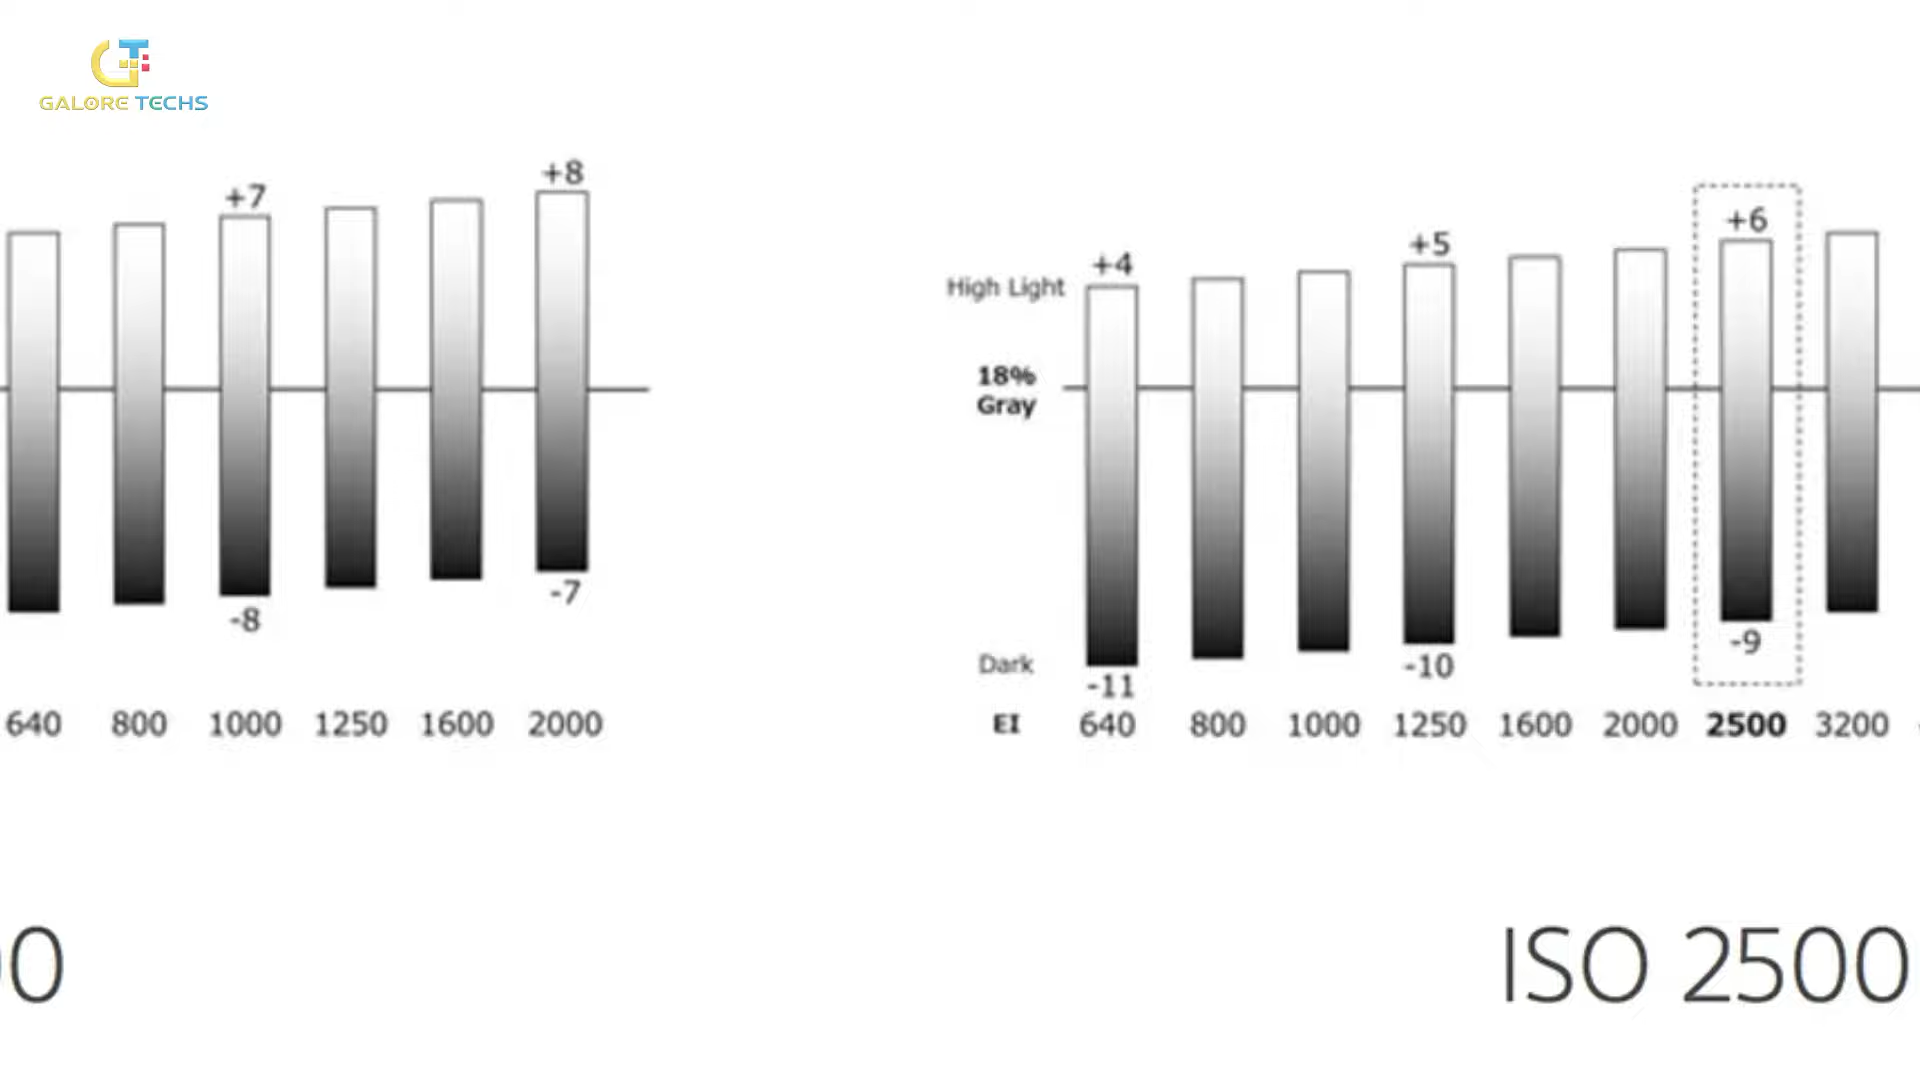 GALORE TECHS
+7
+8
-8
-7
640 800 1000 1250 1600 2000
High Light
18%
Gray
Dark
EI
+4
+5
+6
-11
-10
-9
640 800 1000 1250 1600 2000 2500 3200
0
ISO 2500